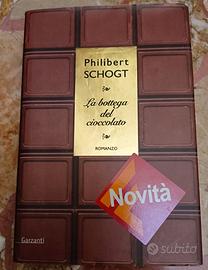 Philibert
SCHOGT
La bottega
del
cioccolato
ROMANZO
Novità
Garzanti
subito